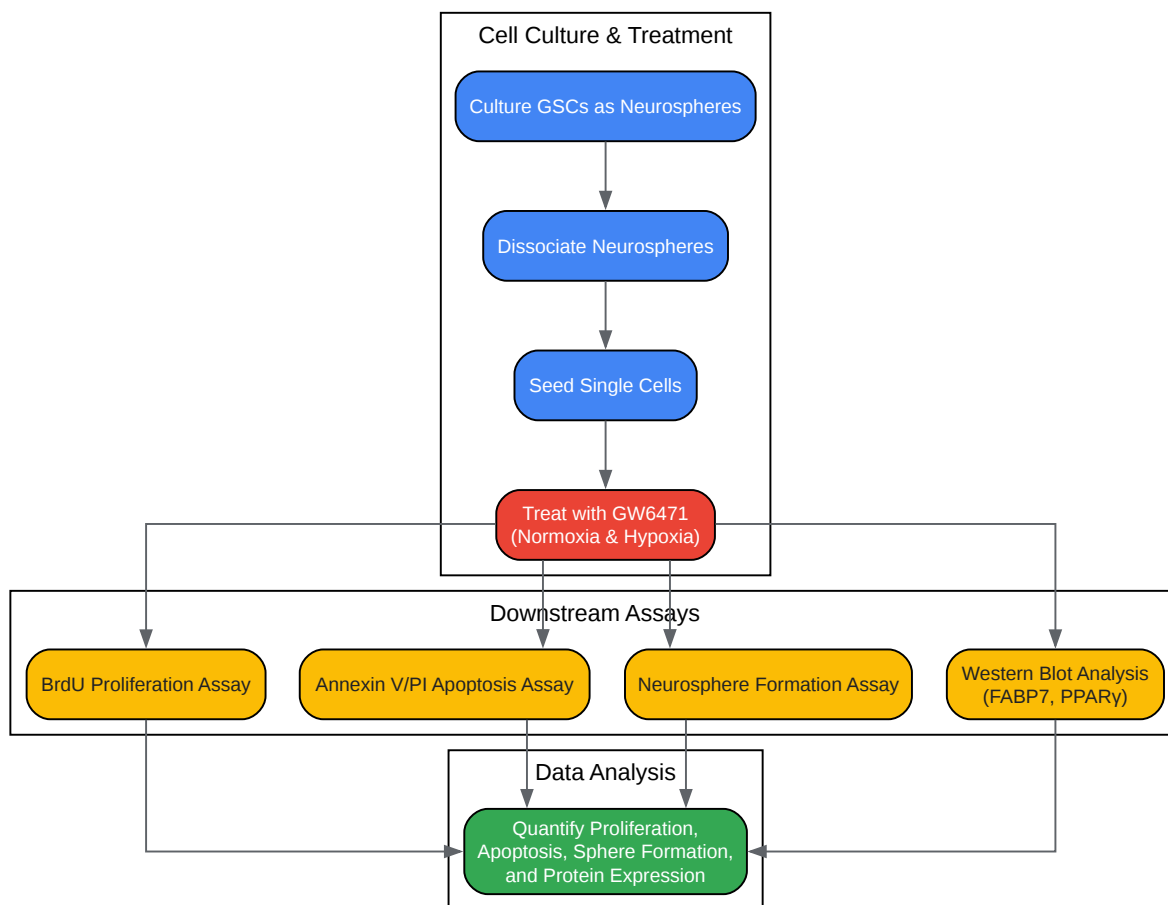 Cell Culture & Treatment
Culture GSCs as Neurospheres
Dissociate Neurospheres
Seed Single Cells
Treat with GW6471
(Normoxia & Hypoxia)
Downstream Assays
BrdU Proliferation Assay
Annexin V/PI Apoptosis Assay
Neurosphere Formation Assay
Western Blot Analysis
(FABP7, PPARγ)
Data Analysis
Quantify Proliferation,
Apoptosis, Sphere Formation,
and Protein Expression